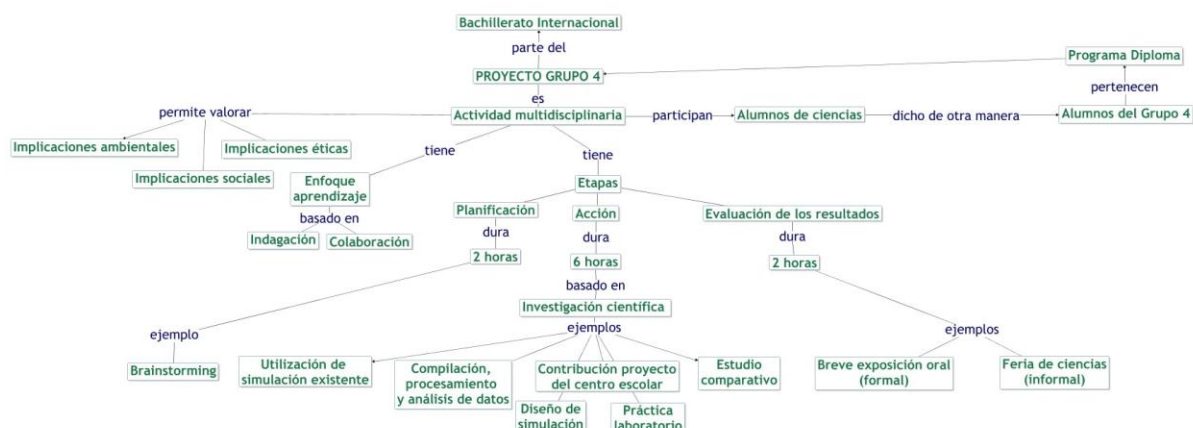 Bachillerato Internacional
parte del
Programa Diploma
PROYECTO GRUPO 4
pertenecen
es
permite valorar
Actividad multidisciplinaria
participan
Alumnos de ciencias
dicho de otra manera
Alumnos del Grupo 4
Implicaciones ambientales
Implicaciones éticas
Implicaciones sociales
tiene
tiene
Enfoque
aprendizaje
Etapas
basado en
Indagación
Colaboración
Planificación
Acción
Evaluación de los resultados
dura
dura
dura
2 horas
6 horas
2 horas
basado en
Investigación científica
ejemplo
ejemplos
ejemplos
Brainstorming
Utilización de
simulación existente
Compilación,
procesamiento
y análisis de datos
Contribución proyecto
del centro escolar
Estudio
comparativo
Diseño de
simulación
Práctica
laboratorio
Breve exposición oral
(formal)
Feria de ciencias
(informal)